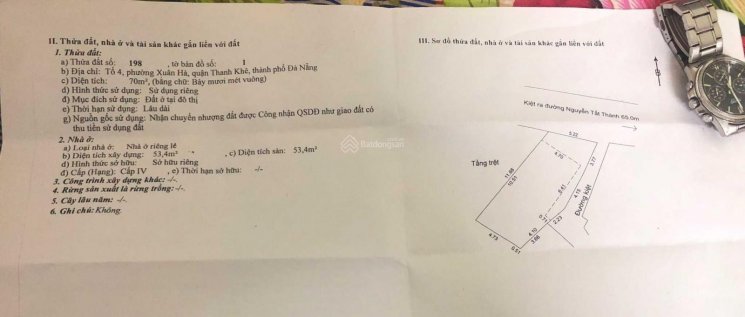 II. Thửa đất, nhà ở và tài sản khác gắn liền với đất
1. Thửa đất:
a) Thửa đất số: 198 , tờ bản đồ số: 1
b) Địa chỉ: Tổ 4, phường Xuân Hà, quận Thanh Khê, thành phố Đà Nẵng
c) Diện tích: 70m², (bằng chữ: Bảy mươi mét vuông)
d) Hình thức sử dụng: Sử dụng riêng
đ) Mục đích sử dụng: Đất ở tại đô thị
e) Thời hạn sử dụng: Lâu dài
g) Nguồn gốc sử dụng: Nhận chuyển nhượng đất được Công nhận QSDĐ như giao đất có
thu tiền sử dụng đất
2. Nhà ở:
a) Loại nhà ở: Nhà ở riêng lẻ
b) Diện tích xây dựng: 53,4m² , c) Diện tích sàn: 53,4m²
d) Hình thức sở hữu: Sở hữu riêng
đ) Cấp (Hạng): Cấp IV , e) Thời hạn sở hữu: -/-
3. Công trình xây dựng khác: -/-
4. Rừng sản xuất là rừng trồng: -/-
5. Cây lâu năm: -/-
6. Ghi chú: Không.
Batdongsan
III. Sơ đồ thửa đất, nhà ở và tài sản khác gắn liền với đất
Kiệt ra đường Nguyễn Tất Thành 65.0m
5.22
4.70
3.77
Tầng trệt
11.68
10.51
9.41
4.15
Đường kiệt
0.71
2.23
4.10
3.66
4.73
0.51